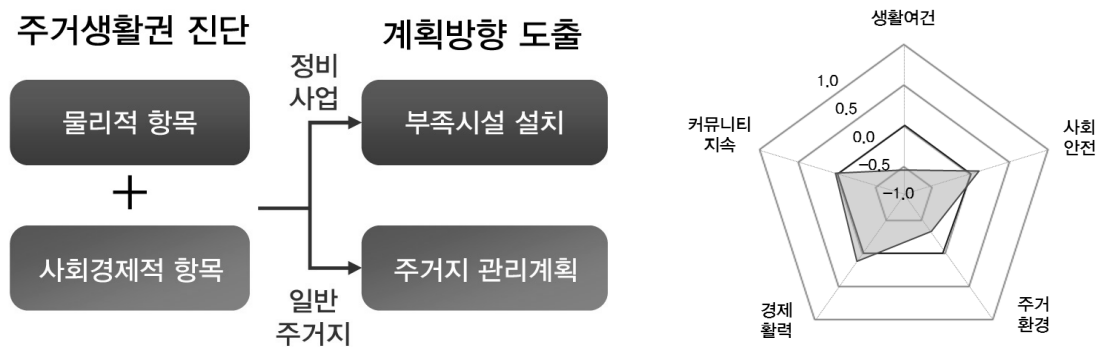 주거생활권 진단
물리적 항목
+
사회경제적 항목
정비
사업
일반
주거지
계획방향 도출
부족시설 설치
주거지 관리계획
생활여건
1.0
0.5
0.0
−0.5
−1.0
커뮤니티
지속
사회
안전
경제
활력
주거
환경